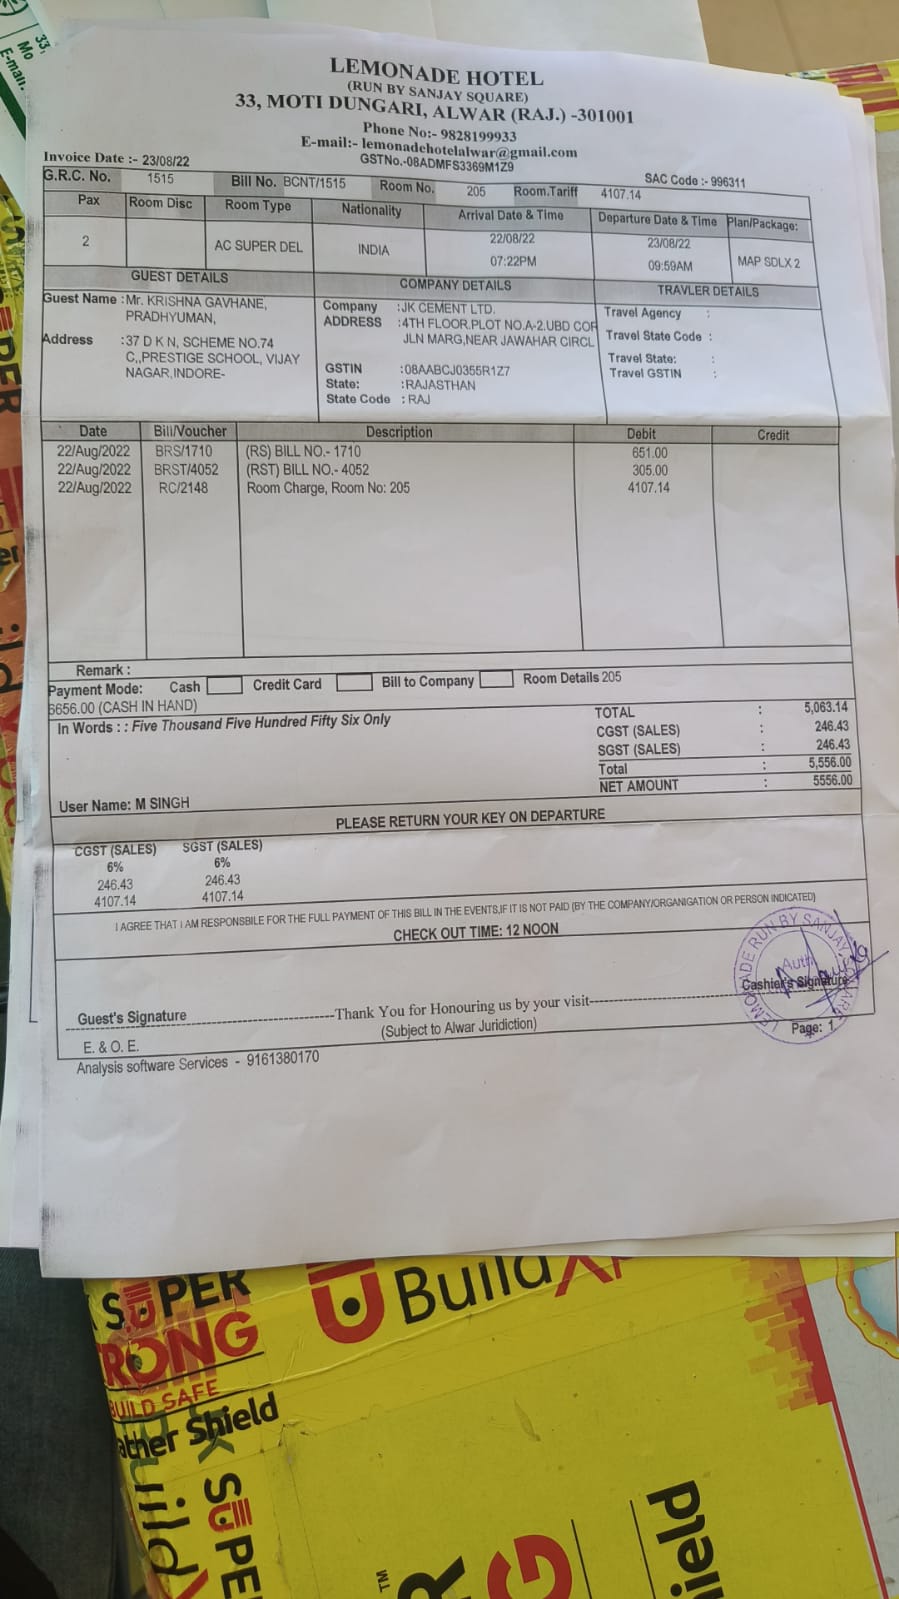 33,
Mo
E-mail:
LEMONADE HOTEL
(RUN BY SANJAY SQUARE)
33, MOTI DUNGARI, ALWAR (RAJ.) -301001
Phone No:- 9828199933
E-mail:- lemonadehotelalwar@gmail.com
Invoice Date :- 23/08/22 GSTNo.-08ADMFS3369M1Z9 SAC Code :- 996311
G.R.C. No. 1515 Bill No. BCNT/1515 Room No. 205 Room.Tariff 4107.14
Pax Room Disc Room Type Nationality Arrival Date & Time Departure Date & Time Plan/Package:
2 AC SUPER DEL INDIA 22/08/22 23/08/22 MAP SDLX 2
07:22PM 09:59AM
GUEST DETAILS COMPANY DETAILS TRAVLER DETAILS
Guest Name :Mr. KRISHNA GAVHANE, Company :JK CEMENT LTD. Travel Agency :
PRADHYUMAN, ADDRESS :4TH FLOOR.PLOT NO.A-2.UBD COR
Address :37 D K N, SCHEME NO.74 JLN MARG,NEAR JAWAHAR CIRCL Travel State Code :
C,,PRESTIGE SCHOOL, VIJAY GSTIN :08AABCJ0355R1Z7 Travel State: :
NAGAR,INDORE- State: :RAJASTHAN Travel GSTIN :
State Code : RAJ
Date Bill/Voucher Description Debit Credit
22/Aug/2022 BRS/1710 (RS) BILL NO.- 1710 651.00
22/Aug/2022 BRST/4052 (RST) BILL NO.- 4052 305.00
22/Aug/2022 RC/2148 Room Charge, Room No: 205 4107.14
Remark :
Payment Mode: Cash Credit Card Bill to Company Room Details 205
5656.00 (CASH IN HAND)
In Words : : Five Thousand Five Hundred Fifty Six Only
TOTAL : 5,063.14
CGST (SALES) : 246.43
SGST (SALES) : 246.43
Total : 5,556.00
NET AMOUNT : 5556.00
User Name: M SINGH
PLEASE RETURN YOUR KEY ON DEPARTURE
CGST (SALES) SGST (SALES)
6% 6%
246.43 246.43
4107.14 4107.14
I AGREE THAT I AM RESPONSBILE FOR THE FULL PAYMENT OF THIS BILL IN THE EVENTS,IF IT IS NOT PAID (BY THE COMPANY/ORGANIGATION OR PERSON INDICATED)
CHECK OUT TIME: 12 NOON
LEMONADE RUN BY SANJAY SQUARE
Auth
Cashier's Signature
Guest's Signature -----Thank You for Honouring us by your visit-----
(Subject to Alwar Juridiction) Page: 1
E. & O. E.
Analysis software Services - 9161380170
SUPER
STRONG
BUILD SAFE
BuildX
ather Shield
SUPE
uild
TM
ield